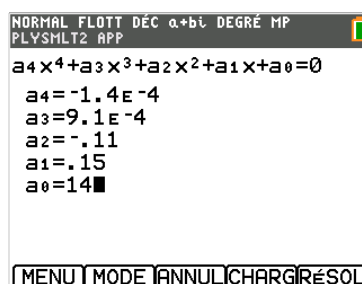 NORMAL FLOTT DÉC a+bi DEGRÉ MP
PLYSMLT2 APP
a4x⁴+a3x³+a2x²+a1x+a0=0
a4=-1.4E-4
a3=9.1E-4
a2=-.11
a1=.15
a0=14
MENU MODE ANNUL CHARG RÉSOL